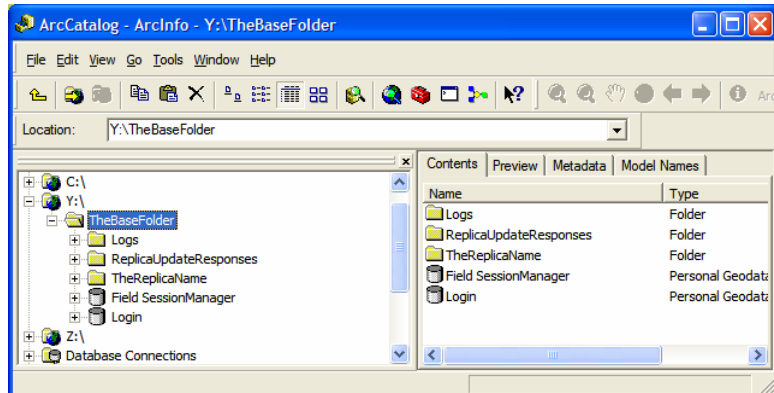 ArcCatalog - ArcInfo - Y:\TheBaseFolder
File Edit View Go Tools Window Help
Location: Y:\TheBaseFolder
Contents Preview Metadata Model Names
C:\
Y:\
TheBaseFolder
Logs
ReplicaUpdateResponses
TheReplicaName
Field SessionManager
Login
Z:\
Database Connections
Name Type
Logs Folder
ReplicaUpdateResponses Folder
TheReplicaName Folder
Field SessionManager Personal Geodata
Login Personal Geodata